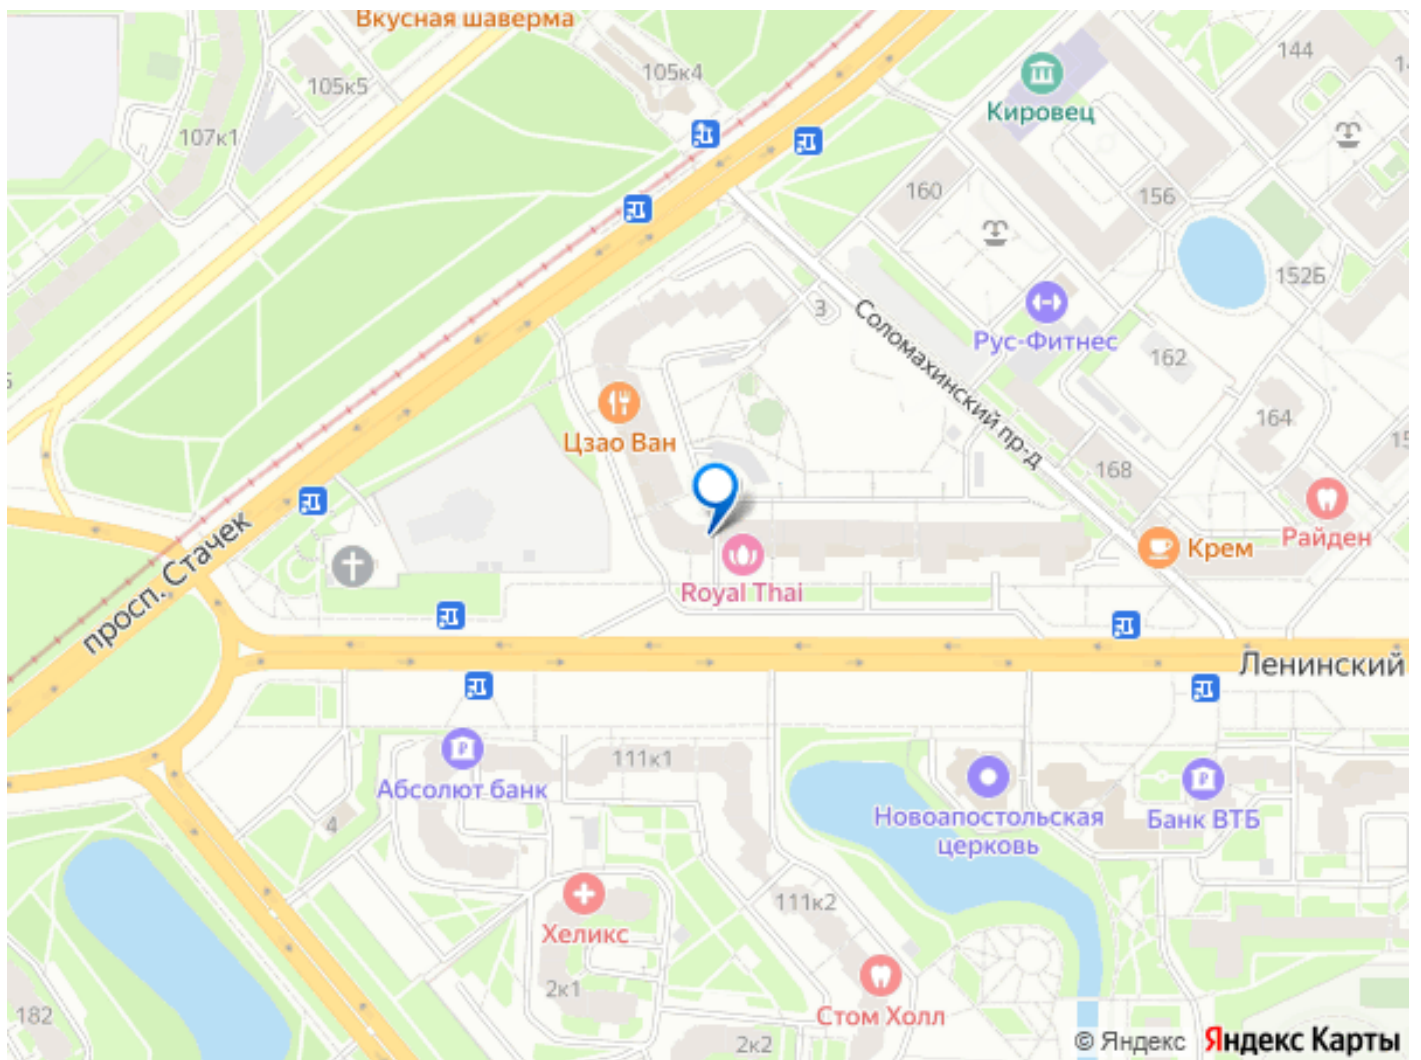 Вкусная шаверма
105к4
144
105к5
Кировец
107к1
160
156
152Б
3
Соломахинский пр-д
Рус-Фитнес
162
Цзао Ван
164
168
просп. Стачек
Крем
Райден
Royal Thai
Ленинский
111к1
Абсолют банк
4
Новоапостольская
церковь
Банк ВТБ
111к2
Хеликс
2к1
Стом Холл
182
2к2
© Яндекс Яндекс Карты